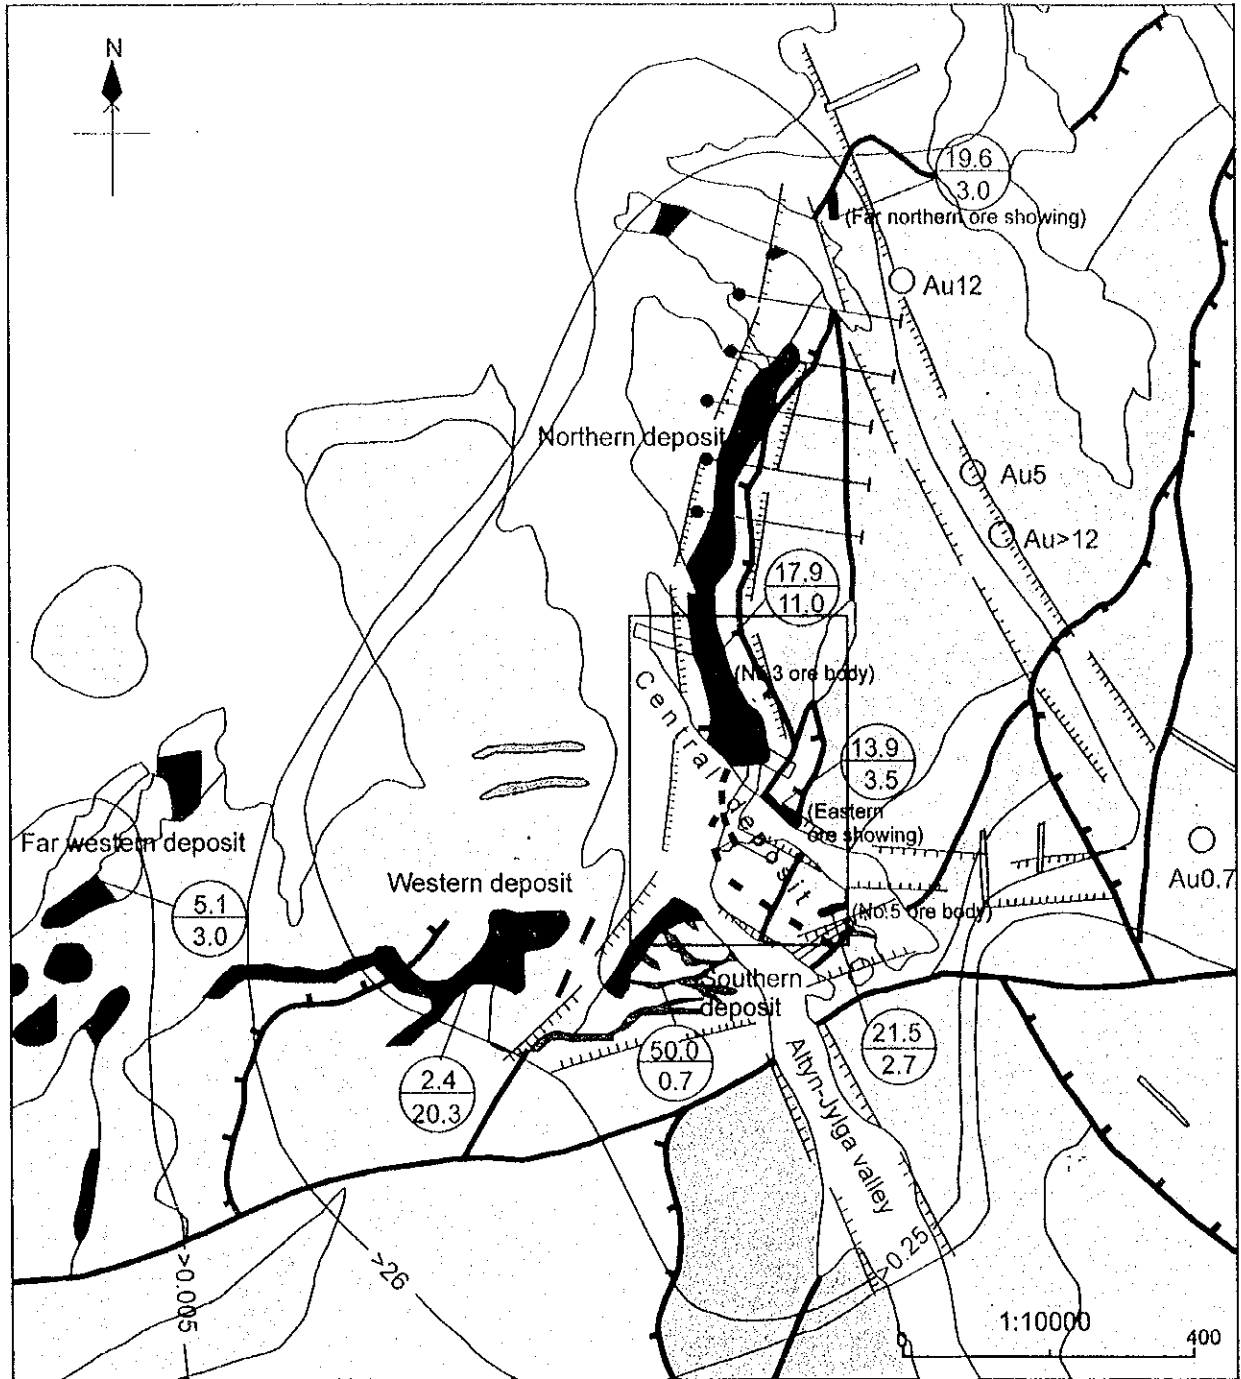 N
19.6
3.0
(Far northern ore showing)
Au12
Northern deposit
Au5
Au>12
17.9
11.0
(No.3 ore body)
Central deposit
13.9
3.5
(Eastern
ore showing)
Far western deposit
Western deposit
Au0.7
5.1
3.0
(No.5 ore body)
Southern
deposit
21.5
2.7
50.0
0.7
2.4
20.3
Altyn-Jylga valley
>0.25
>26
>0.005
1:10000
0
400